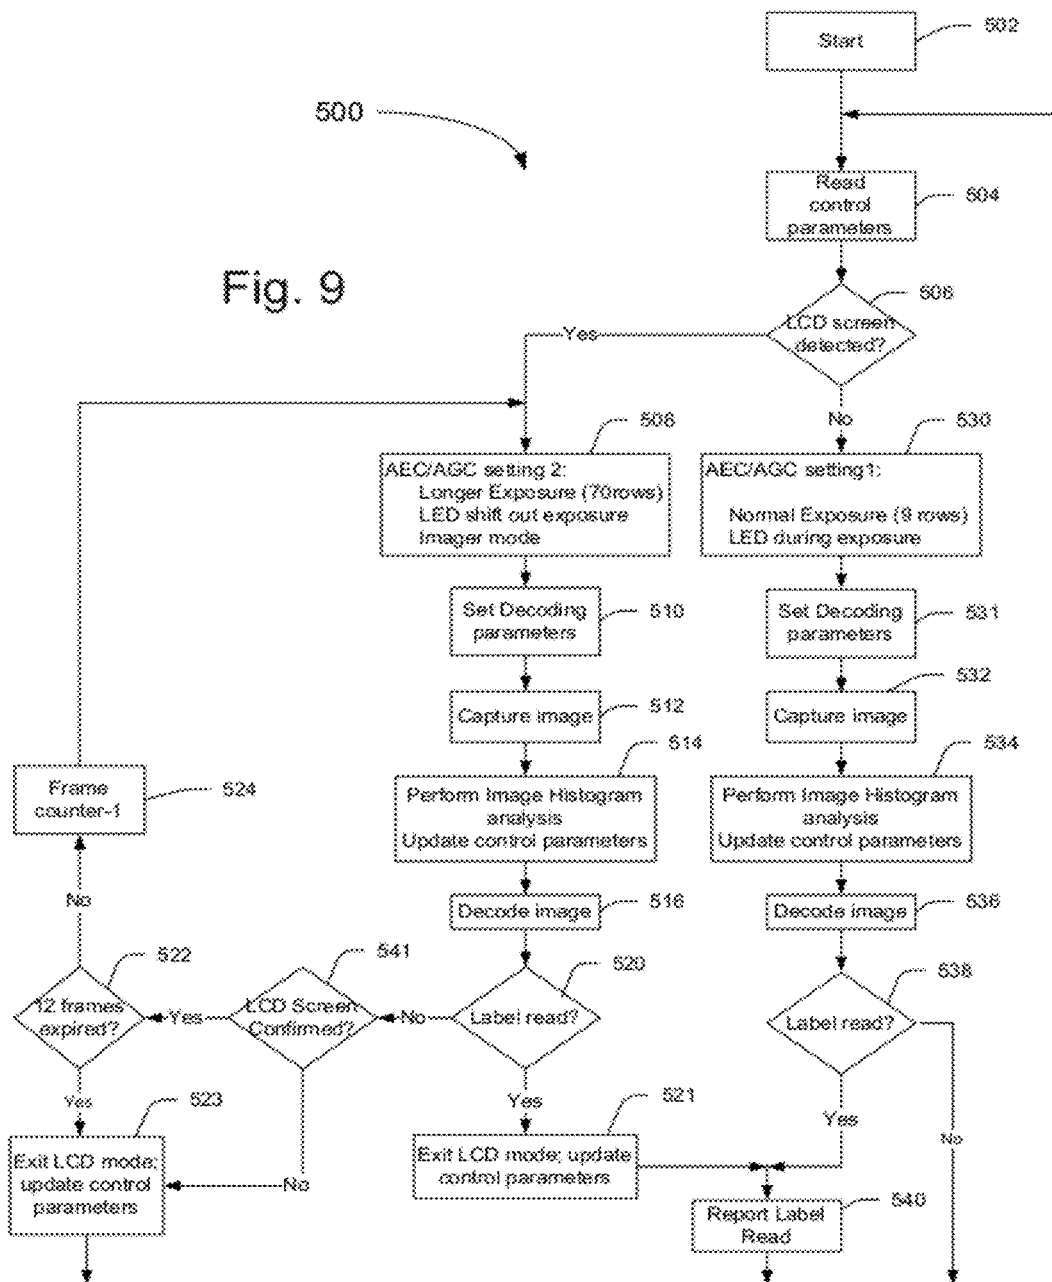 Start
502
500
Read
control
parameters
504
Fig. 9
506
LCD screen
detected?
Yes
No
508
AEC/AGC setting 2:
Longer Exposure (70rows)
LED shift out exposure
Imager mode
530
AEC/AGC setting1:
Normal Exposure (9 rows)
LED during exposure
Set Decoding
parameters
510
Set Decoding
parameters
531
Capture image
512
Capture image
532
Frame
counter-1
524
514
Perform Image Histogram
analysis
Update control parameters
534
Perform Image Histogram
analysis
Update control parameters
No
Decode image
516
Decode image
536
522
12 frames
expired?
Yes
541
LCD Screen
Confirmed?
No
520
Label read?
538
Label read?
Yes
523
Exit LCD mode;
update control
parameters
No
Yes
521
Exit LCD mode; update
control parameters
Yes
No
Report Label
Read
540